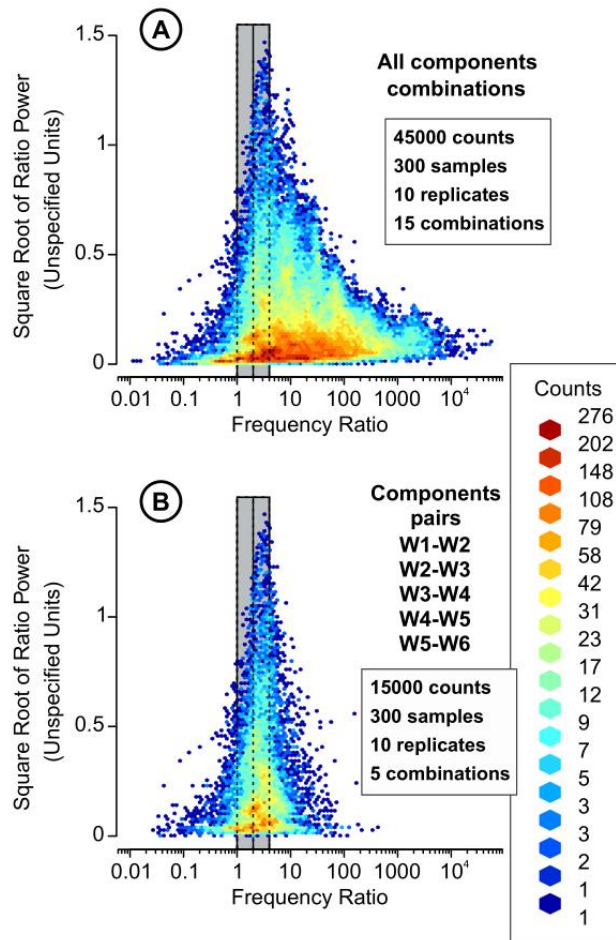 A
All components
combinations
45000 counts
300 samples
10 replicates
15 combinations
Square Root of Ratio Power
(Unspecified Units)
1.5
1
0.5
0
0.01 0.1 1 10 100 1000 10⁴
Frequency Ratio
B
Components
pairs
W1-W2
W2-W3
W3-W4
W4-W5
W5-W6
15000 counts
300 samples
10 replicates
5 combinations
Square Root of Ratio Power
(Unspecified Units)
1.5
1
0.5
0
0.01 0.1 1 10 100 1000 10⁴
Frequency Ratio
Counts
276
202
148
108
79
58
42
31
23
17
12
9
7
5
3
3
2
1
1